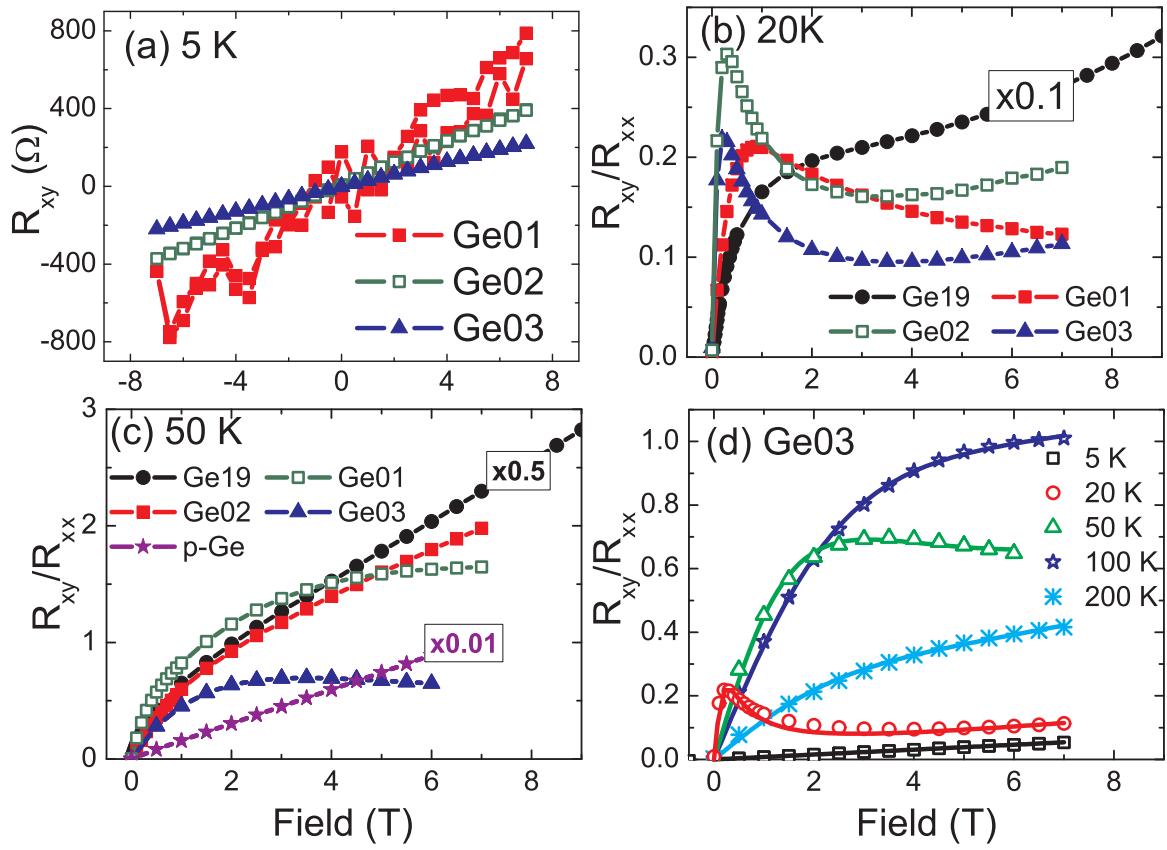 (a) 5 K
800
400
0
-400
-800
R_xy (Ω)
-8 -4 0 4 8
Ge01
Ge02
Ge03
(b) 20K
0.3
0.2
0.1
0.0
R_xy/R_xx
x0.1
Ge19 Ge01
Ge02 Ge03
0 2 4 6 8
(c) 50 K
3
2
1
0
R_xy/R_xx
Ge19 Ge01
Ge02 Ge03
p-Ge
x0.5
x0.01
0 2 4 6 8
Field (T)
(d) Ge03
1.0
0.8
0.6
0.4
0.2
0.0
R_xy/R_xx
5 K
20 K
50 K
100 K
200 K
0 2 4 6 8
Field (T)